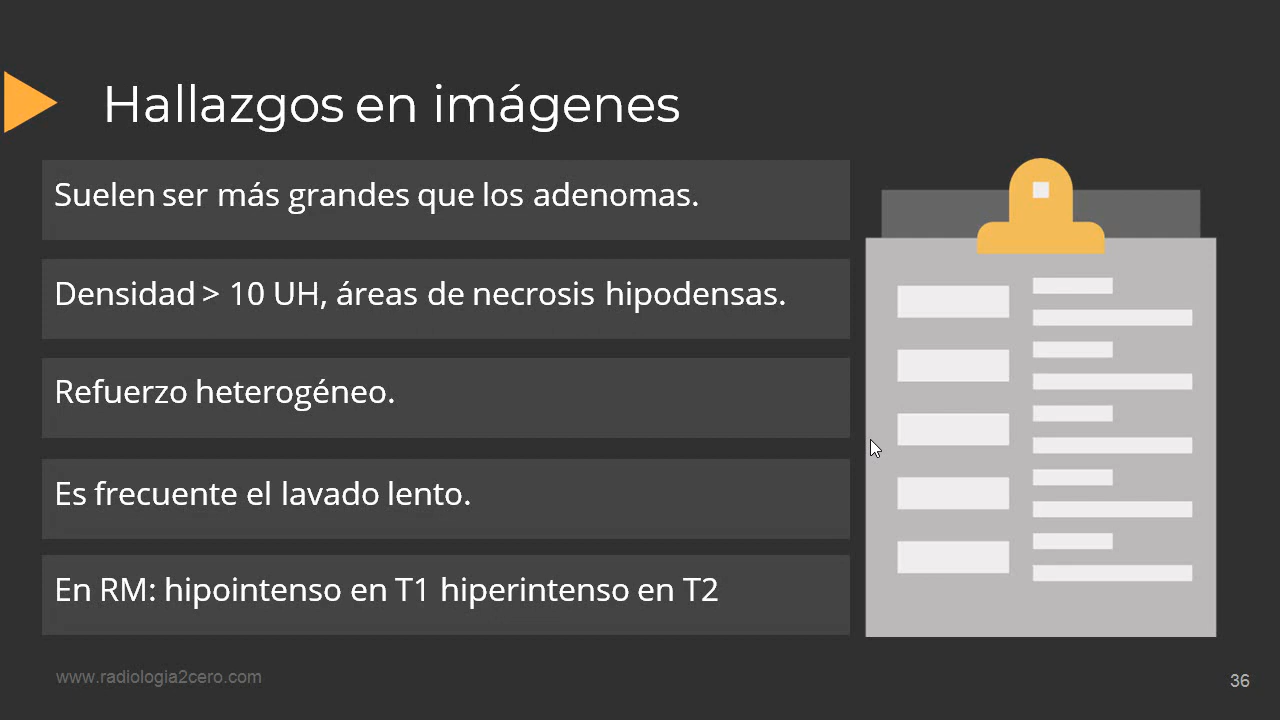 Hallazgos en imágenes
Suelen ser más grandes que los adenomas.
Densidad > 10 UH, áreas de necrosis hipodensas.
Refuerzo heterogéneo.
Es frecuente el lavado lento.
En RM: hipointenso en T1 hiperintenso en T2
www.radiologia2cero.com
36